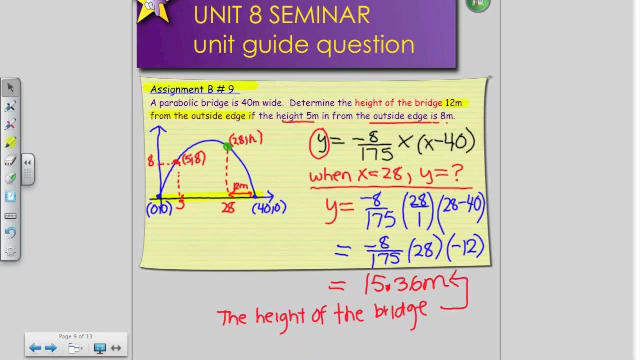 UNIT 8 SEMINAR
unit guide question
Assignment B # 9
A parabolic bridge is 40m wide. Determine the height of the bridge 12m
from the outside edge if the height 5m in from the outside edge is 8m.
(28,h)
8
(5,8)
12m
(0,0)
5
28
(40,0)
y = -8/175 x (x-40)
when x = 28, y = ?
y = -8/175 (28/1) (28-40)
= -8/175 (28) (-12)
= 15.36m
The height of the bridge
Page 9 of 13